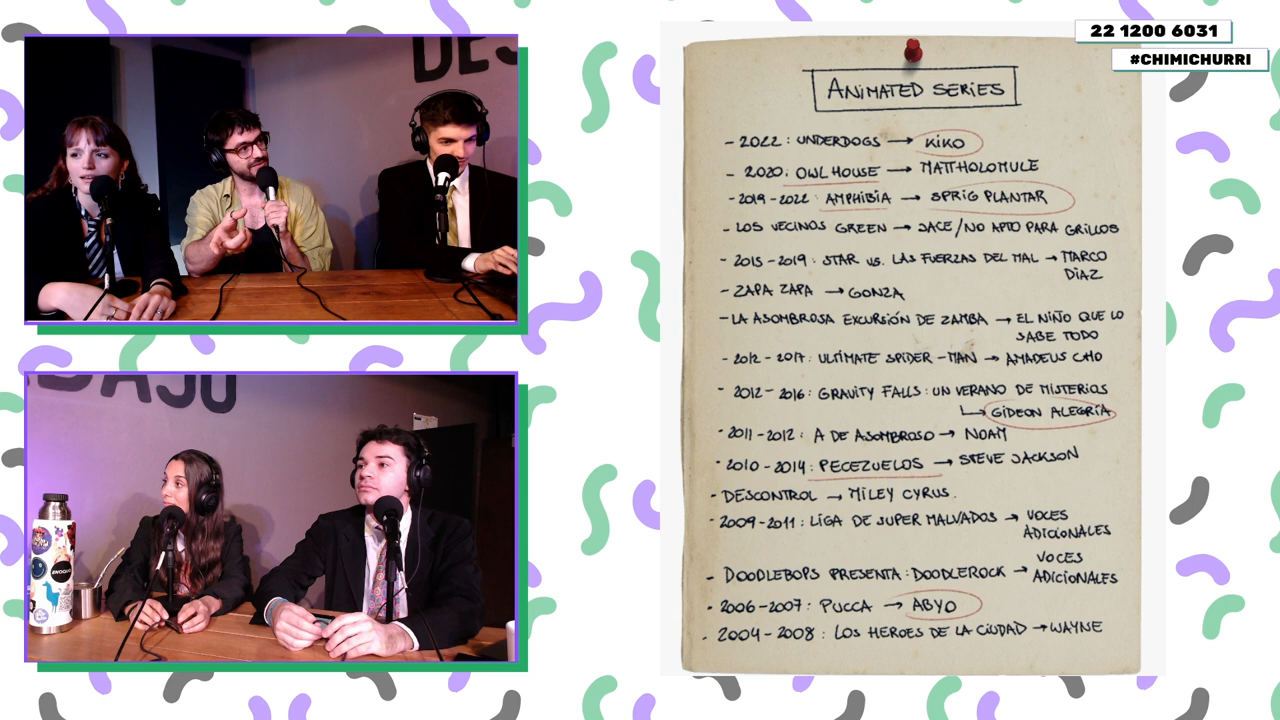 22 1200 6031
#CHIMICHURRI
DES
BAJO
ANIMATED SERIES
- 2022: UNDERDOGS → KIKO
- 2020: OWL HOUSE → MATTHOLOMULE
- 2019-2022 AMPHIBIA → SPRIG PLANTAR
- LOS VECINOS GREEN → JACE/NO APTO PARA GRILLOS
- 2015-2019: STAR VS. LAS FUERZAS DEL MAL → MARCO
DIAZ
- ZAPA ZAPA → GONZA
- LA ASOMBROSA EXCURSIÓN DE ZAMBA → EL NIÑO QUE LO
SABE TODO
- 2012-2017: ULTIMATE SPIDER-MAN → AMADEUS CHO
- 2012-2016: GRAVITY FALLS: UN VERANO DE MISTERIOS
→ GIDEON ALEGRIA
- 2011-2012: A DE ASOMBROSO → NOAH
- 2010-2014: PECEZUELOS → STEVE JACKSON
- DESCONTROL → MILEY CYRUS.
- 2009-2011: LIGA DE SUPER MALVADOS → VOCES
ADICIONALES
- DOODLEBOPS PRESENTA: DOODLEROCK → VOCES
ADICIONALES
- 2006-2007: PUCCA → ABYO
- 2004-2008: LOS HEROES DE LA CIUDAD → WAYNE